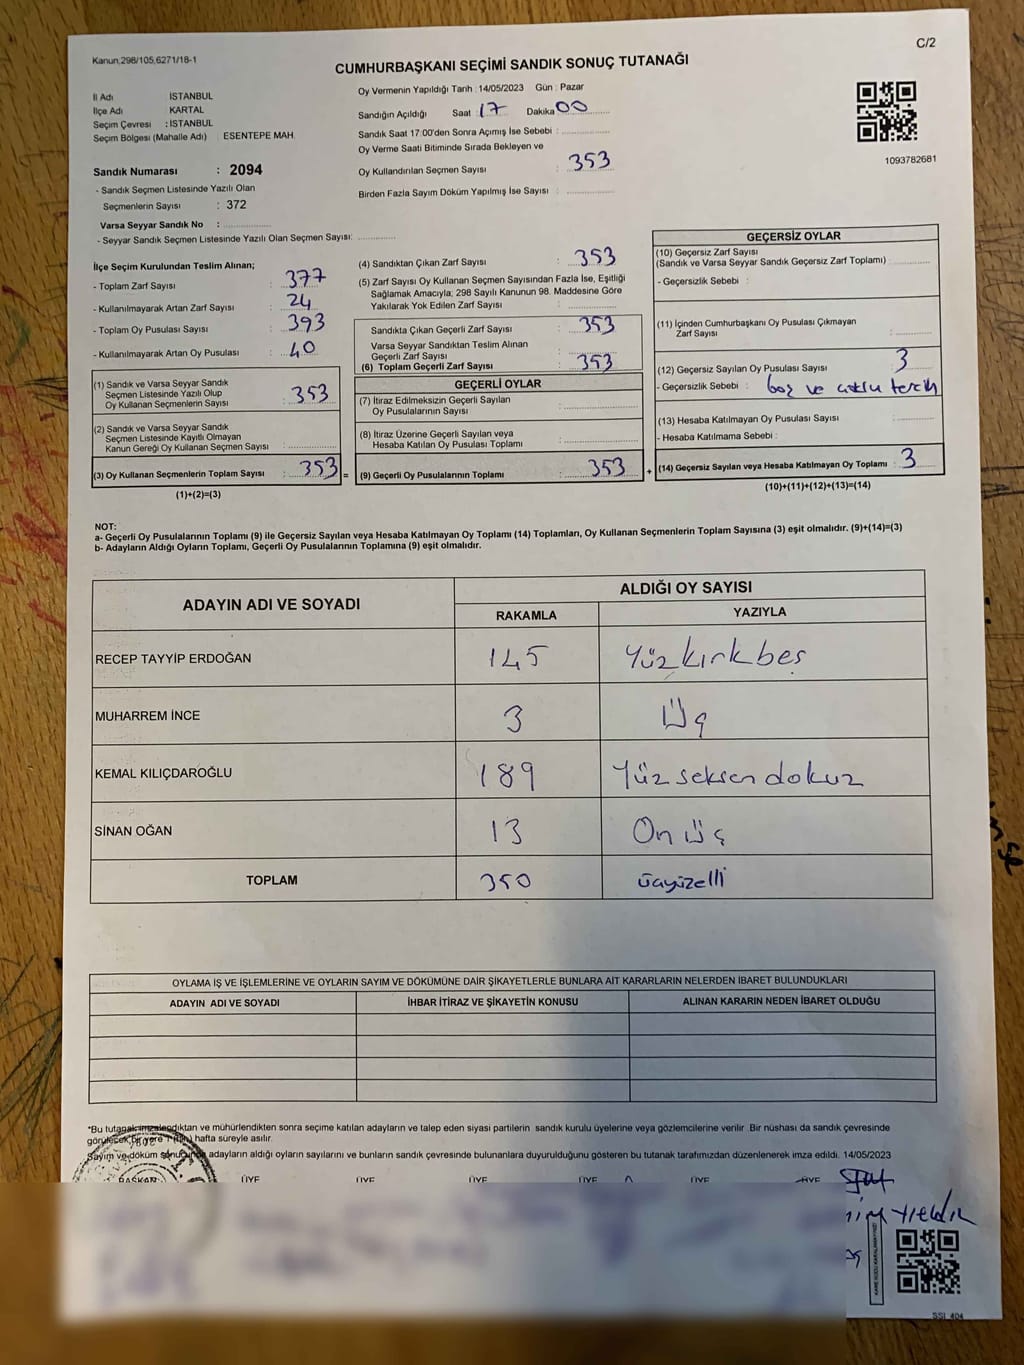 C/2
Kanun,298/105,6271/18-1
CUMHURBAŞKANI SEÇİMİ SANDIK SONUÇ TUTANAĞI
İl Adı İSTANBUL
İlçe Adı KARTAL
Seçim Çevresi : İSTANBUL
Seçim Bölgesi (Mahalle Adı) : ESENTEPE MAH.
Sandık Numarası : 2094
- Sandık Seçmen Listesinde Yazılı Olan
Seçmenlerin Sayısı : 372
Varsa Seyyar Sandık No :
- Seyyar Sandık Seçmen Listesinde Yazılı Olan Seçmen Sayısı:
Oy Vermenin Yapıldığı Tarih : 14/05/2023 Gün : Pazar
Sandığın Açıldığı Saat 17 Dakika 00
Sandık Saat 17:00'den Sonra Açımış İse Sebebi :
Oy Verme Saati Bitiminde Sırada Bekleyen ve
Oy Kullandırılan Seçmen Sayısı : 353
Birden Fazla Sayım Döküm Yapılmış İse Sayısı :
1093782681
İlçe Seçim Kurulundan Teslim Alınan;
- Toplam Zarf Sayısı : 377
- Kullanılmayarak Artan Zarf Sayısı : 24
- Toplam Oy Pusulası Sayısı : 393
- Kullanılmayarak Artan Oy Pusulası : 40
(1) Sandık ve Varsa Seyyar Sandık
Seçmen Listesinde Yazılı Olup
Oy Kullanan Seçmenlerin Sayısı : 353
(2) Sandık ve Varsa Seyyar Sandık
Seçmen Listesinde Kayıtlı Olmayan
Kanun Gereği Oy Kullanan Seçmen Sayısı :
(3) Oy Kullanan Seçmenlerin Toplam Sayısı : 353 =
(1)+(2)=(3)
(4) Sandıktan Çıkan Zarf Sayısı : 353
(5) Zarf Sayısı Oy Kullanan Seçmen Sayısından Fazla İse, Eşitliği
Sağlamak Amacıyla; 298 Sayılı Kanunun 98. Maddesine Göre
Yakılarak Yok Edilen Zarf Sayısı :
Sandıkta Çıkan Geçerli Zarf Sayısı : 353
Varsa Seyyar Sandıktan Teslim Alınan
Geçerli Zarf Sayısı :
(6) Toplam Geçerli Zarf Sayısı : 353
GEÇERLİ OYLAR
(7) İtiraz Edilmeksizin Geçerli Sayılan
Oy Pusulalarının Sayısı :
(8) İtiraz Üzerine Geçerli Sayılan veya
Hesaba Katılan Oy Pusulası Toplamı :
(9) Geçerli Oy Pusulalarının Toplamı : 353 +
GEÇERSİZ OYLAR
(10) Geçersiz Zarf Sayısı
(Sandık ve Varsa Seyyar Sandık Geçersiz Zarf Toplamı) :
- Geçersizlik Sebebi :
(11) İçinden Cumhurbaşkanı Oy Pusulası Çıkmayan
Zarf Sayısı :
(12) Geçersiz Sayılan Oy Pusulası Sayısı : 3
- Geçersizlik Sebebi : boş ve çoklu tercih
(13) Hesaba Katılmayan Oy Pusulası Sayısı :
- Hesaba Katılmama Sebebi :
(14) Geçersiz Sayılan veya Hesaba Katılmayan Oy Toplamı : 3
(10)+(11)+(12)+(13)=(14)
NOT:
a- Geçerli Oy Pusulalarının Toplamı (9) ile Geçersiz Sayılan veya Hesaba Katılmayan Oy Toplamı (14) Toplamları, Oy Kullanan Seçmenlerin Toplam Sayısına (3) eşit olmalıdır. (9)+(14)=(3)
b- Adayların Aldığı Oyların Toplamı, Geçerli Oy Pusulalarının Toplamına (9) eşit olmalıdır.
ADAYIN ADI VE SOYADI ALDIĞI OY SAYISI
RAKAMLA YAZIYLA
RECEP TAYYİP ERDOĞAN 145 Yüzkırkbeş
MUHARREM İNCE 3 Üç
KEMAL KILIÇDAROĞLU 189 Yüz seksen dokuz
SİNAN OĞAN 13 On üç
TOPLAM 350 üçyüzelli
OYLAMA İŞ VE İŞLEMLERİNE VE OYLARIN SAYIM VE DÖKÜMÜNE DAİR ŞİKAYETLERLE BUNLARA AİT KARARLARIN NELERDEN İBARET BULUNDUKLARI
ADAYIN ADI VE SOYADI İHBAR İTİRAZ VE ŞİKAYETİN KONUSU ALINAN KARARIN NEDEN İBARET OLDUĞU
*Bu tutanak imzalandıktan ve mühürlendikten sonra seçime katılan adayların ve talep eden siyasi partilerin sandık kurulu üyelerine veya gözlemcilerine verilir .Bir nüshası da sandık çevresinde
görülecek bir yere 1 (bir) hafta süreyle asılır.
Sayım ve döküm sonucunda adayların aldığı oyların sayılarını ve bunların sandık çevresinde bulunanlara duyurulduğunu gösteren bu tutanak tarafımızdan düzenlenerek imza edildi. 14/05/2023
BAŞKAN ÜYE ÜYE ÜYE ÜYE ÜYE ÜYE
SSI_404